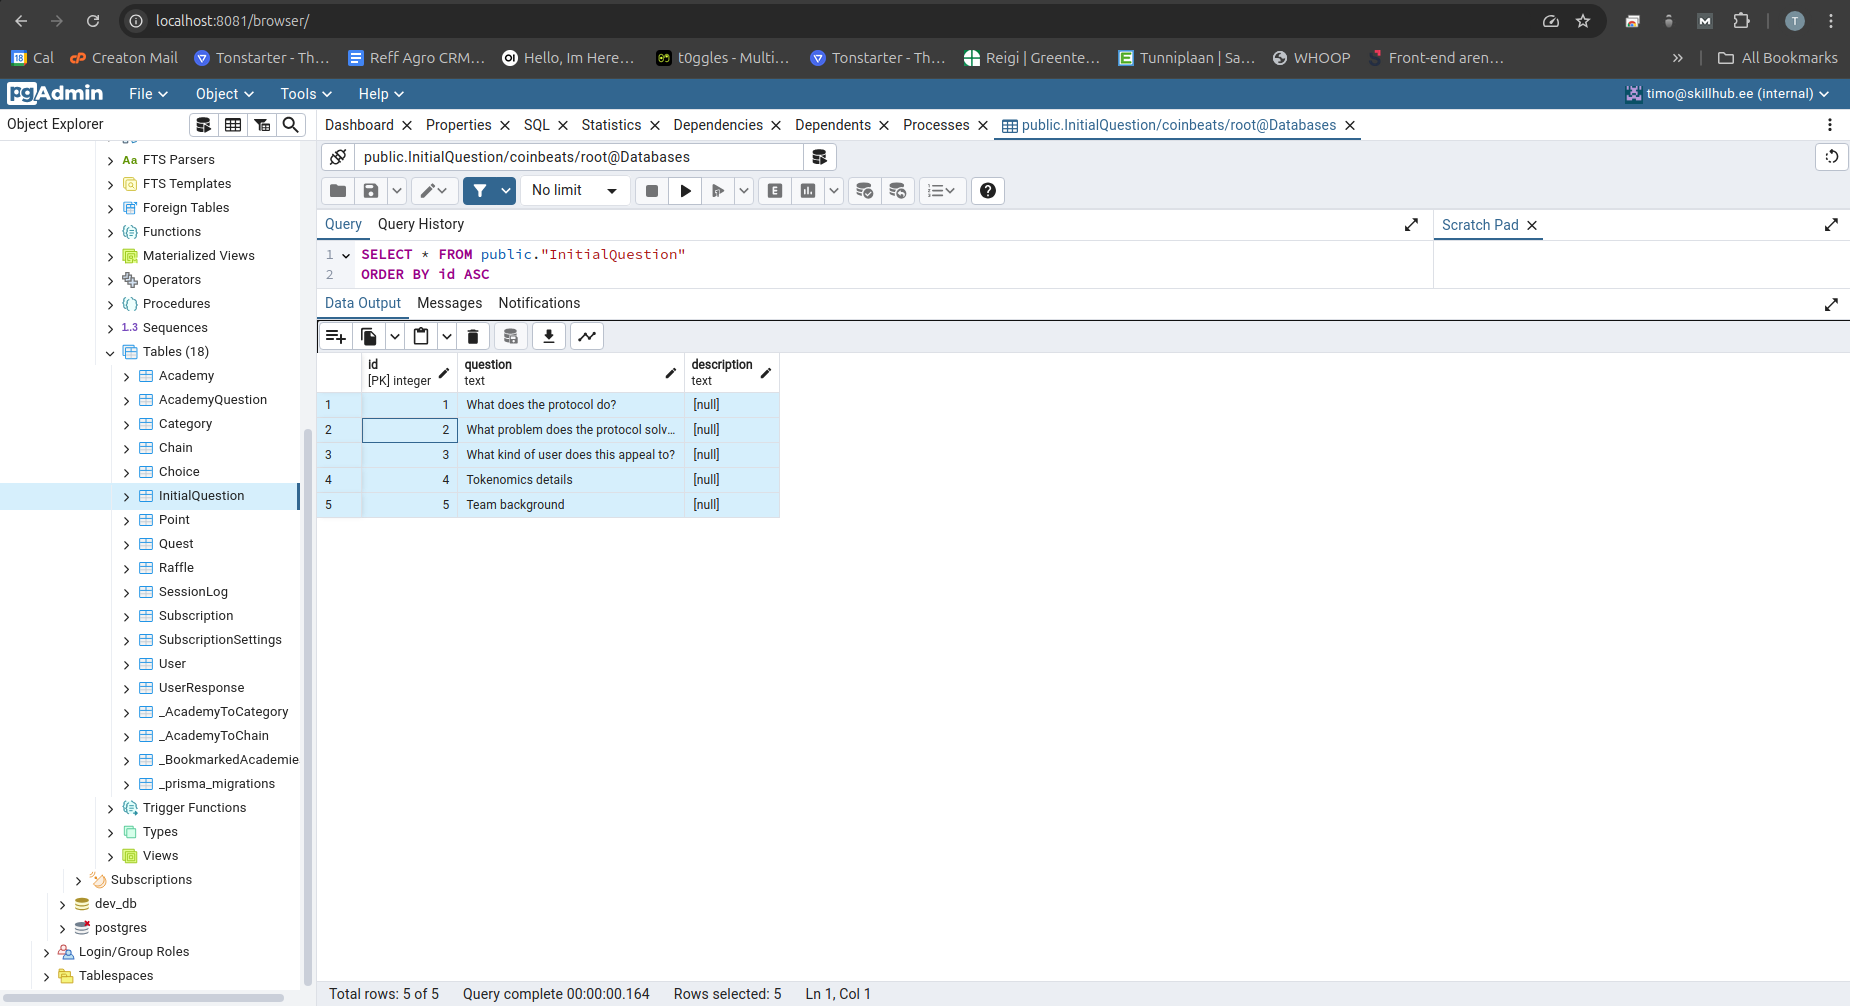 localhost:8081/browser/
T
18 Cal
Creaton Mail
Tonstarter - Th...
Reff Agro CRM...
Hello, Im Here...
t0ggles - Multi...
Tonstarter - Th...
Reigi | Greente...
Tunniplaan | Sa...
WHOOP
Front-end aren...
All Bookmarks
pgAdmin
File
Object
Tools
Help
timo@skillhub.ee (internal)
Object Explorer
Dashboard
Properties
SQL
Statistics
Dependencies
Dependents
Processes
public.InitialQuestion/coinbeats/root@Databases
Aa FTS Parsers
FTS Templates
Foreign Tables
Functions
Materialized Views
Operators
Procedures
1.3 Sequences
Tables (18)
Academy
AcademyQuestion
Category
Chain
Choice
InitialQuestion
Point
Quest
Raffle
SessionLog
Subscription
SubscriptionSettings
User
UserResponse
_AcademyToCategory
_AcademyToChain
_BookmarkedAcademie
_prisma_migrations
Trigger Functions
Types
Views
Subscriptions
dev_db
postgres
Login/Group Roles
Tablespaces
public.InitialQuestion/coinbeats/root@Databases
No limit
E
Query
Query History
Scratch Pad
1 SELECT * FROM public."InitialQuestion"
2 ORDER BY id ASC
Data Output
Messages
Notifications
id question description
[PK] integer text text
1 1 What does the protocol do? [null]
2 2 What problem does the protocol solv... [null]
3 3 What kind of user does this appeal to? [null]
4 4 Tokenomics details [null]
5 5 Team background [null]
Total rows: 5 of 5 Query complete 00:00:00.164 Rows selected: 5 Ln 1, Col 1